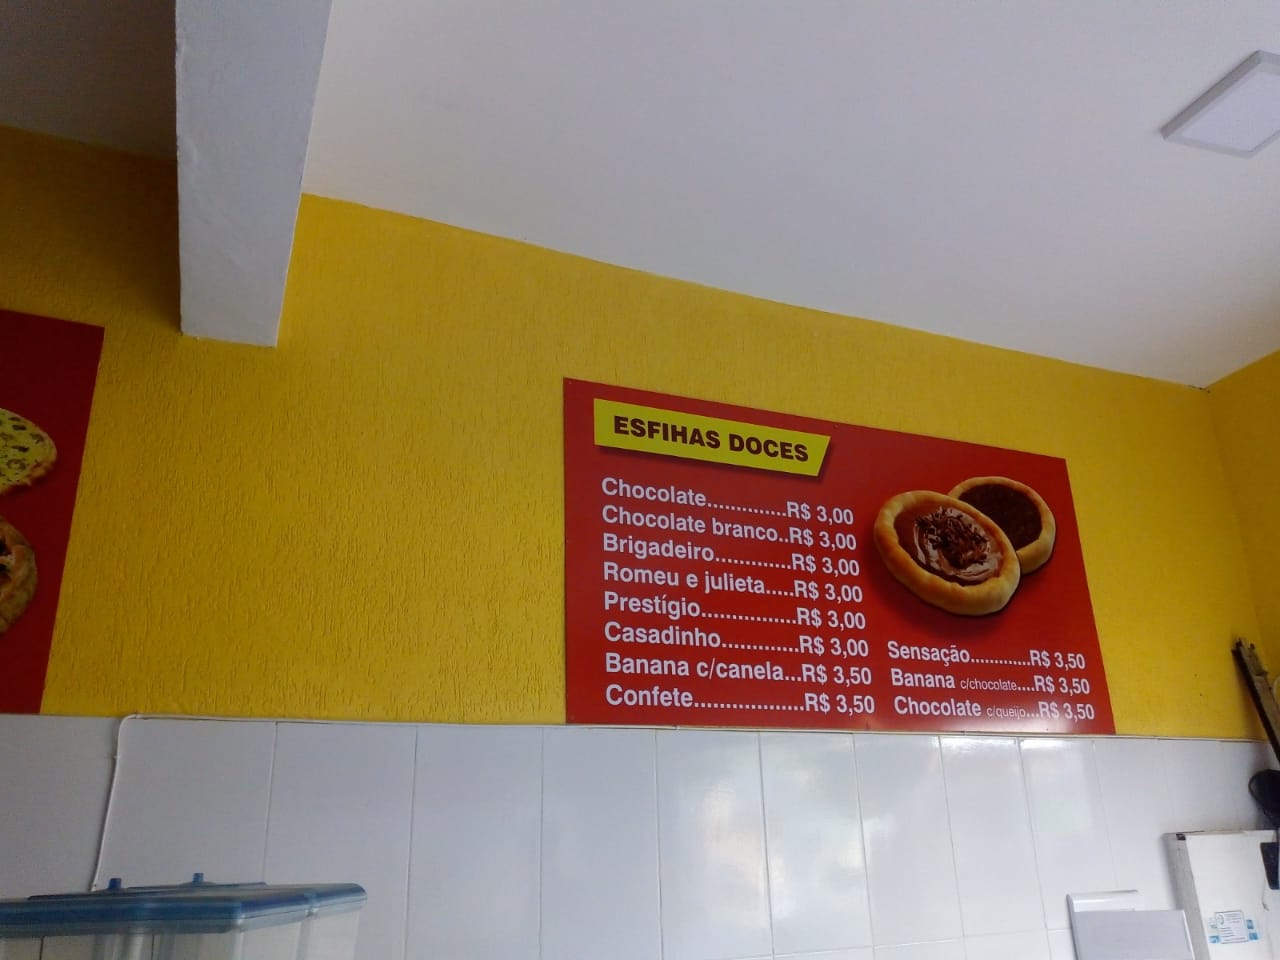 ESFIHAS DOCES
Chocolate..............R$ 3,00
Chocolate branco..R$ 3,00
Brigadeiro.............R$ 3,00
Romeu e julieta.....R$ 3,00
Prestígio................R$ 3,00
Casadinho.............R$ 3,00
Banana c/canela...R$ 3,50
Confete..................R$ 3,50
Sensação............R$ 3,50
Banana c/chocolate....R$ 3,50
Chocolate c/queijo...R$ 3,50